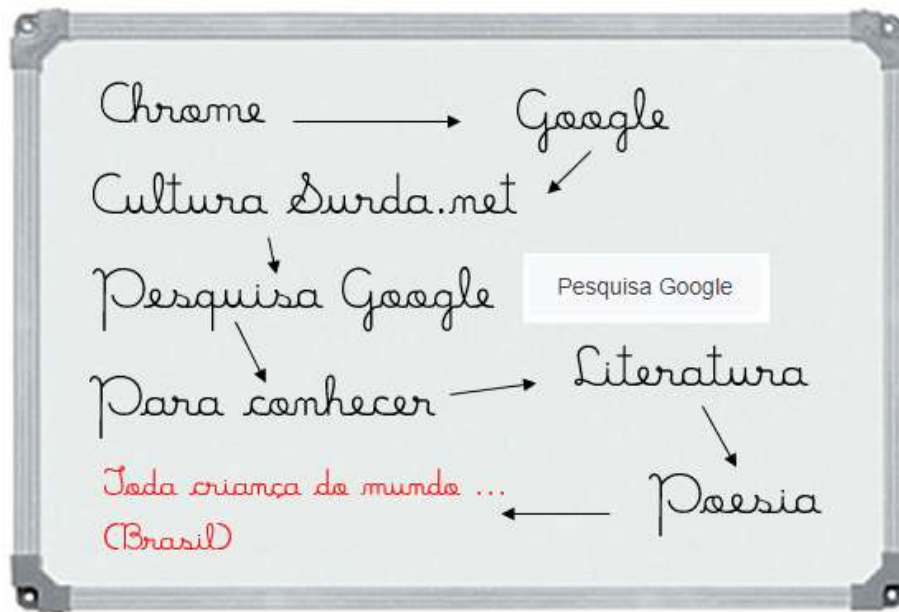 Chrome Google
Cultura Surda.net
Pesquisa Google Pesquisa Google
Para conhecer Literatura
Poesia
Toda criança do mundo ...
(Brasil)